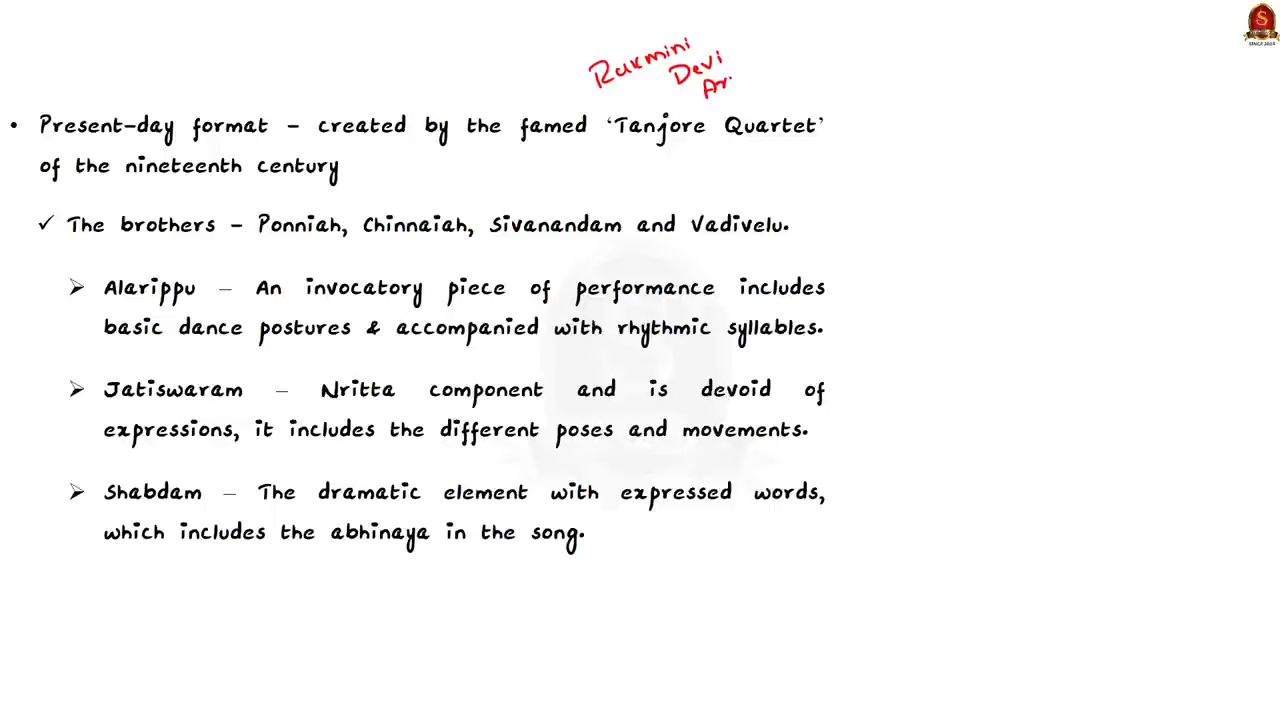 Rukmini
Devi
Ar
• Present-day format – created by the famed ‘Tanjore Quartet’
of the nineteenth century
✓ The brothers – Ponniah, Chinnaiah, Sivanandam and Vadivelu.
➢ Alarippu – An invocatory piece of performance includes
basic dance postures & accompanied with rhythmic syllables.
➢ Jatiswaram – Nritta component and is devoid of
expressions, it includes the different poses and movements.
➢ Shabdam – The dramatic element with expressed words,
which includes the abhinaya in the song.